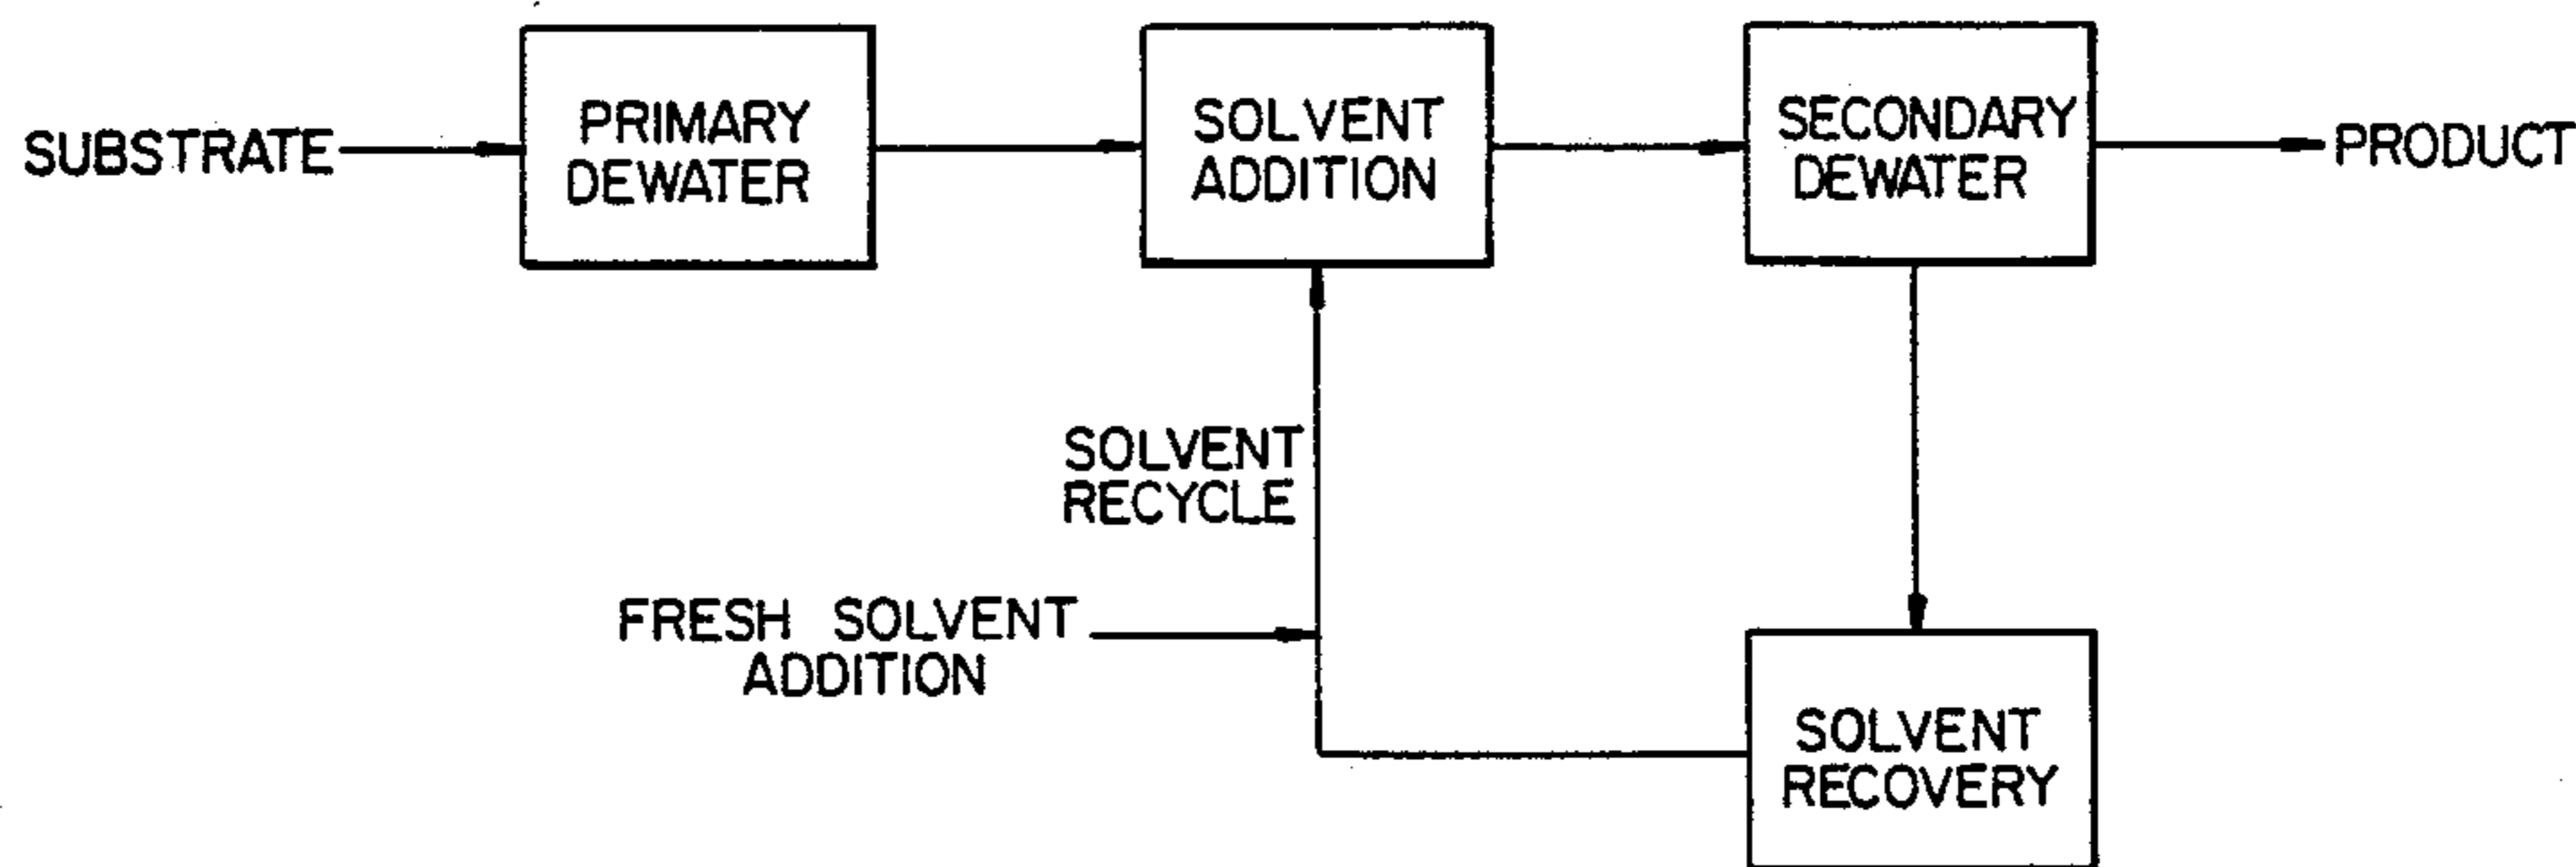 SUBSTRATE
PRIMARY
DEWATER
SOLVENT
ADDITION
SECONDARY
DEWATER
PRODUCT
SOLVENT
RECYCLE
FRESH SOLVENT
ADDITION
SOLVENT
RECOVERY